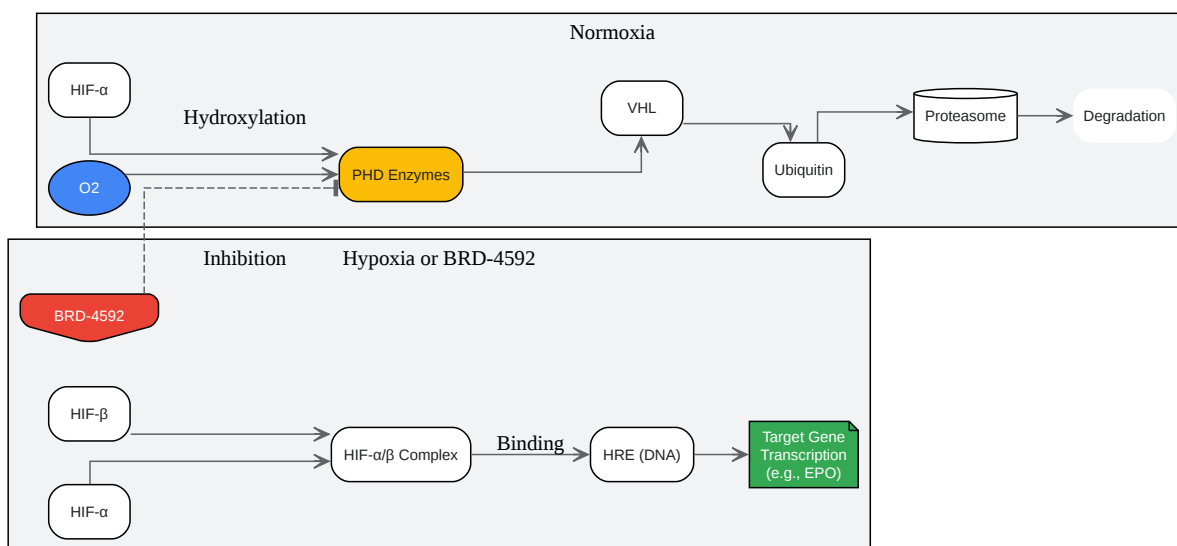 Normoxia
HIF-α
Hydroxylation
O2
PHD Enzymes
VHL
Ubiquitin
Proteasome
Degradation
Inhibition
Hypoxia or BRD-4592
BRD-4592
HIF-β
HIF-α
HIF-α/β Complex
Binding
HRE (DNA)
Target Gene
Transcription
(e.g., EPO)